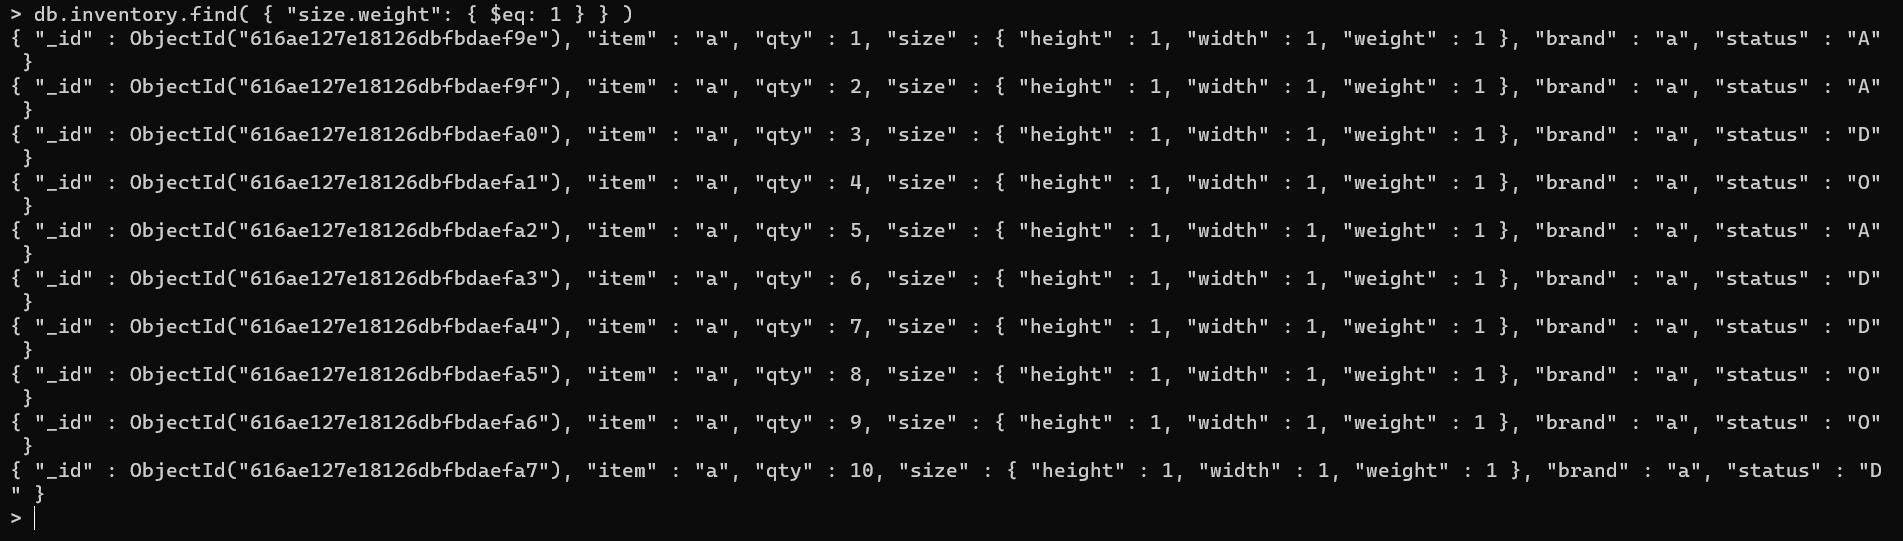 > db.inventory.find( { "size.weight": { $eq: 1 } } )
{ "_id" : ObjectId("616ae127e18126dbfbdaef9e"), "item" : "a", "qty" : 1, "size" : { "height" : 1, "width" : 1, "weight" : 1 }, "brand" : "a", "status" : "A"
 }
{ "_id" : ObjectId("616ae127e18126dbfbdaef9f"), "item" : "a", "qty" : 2, "size" : { "height" : 1, "width" : 1, "weight" : 1 }, "brand" : "a", "status" : "A"
 }
{ "_id" : ObjectId("616ae127e18126dbfbdaefa0"), "item" : "a", "qty" : 3, "size" : { "height" : 1, "width" : 1, "weight" : 1 }, "brand" : "a", "status" : "D"
 }
{ "_id" : ObjectId("616ae127e18126dbfbdaefa1"), "item" : "a", "qty" : 4, "size" : { "height" : 1, "width" : 1, "weight" : 1 }, "brand" : "a", "status" : "O"
 }
{ "_id" : ObjectId("616ae127e18126dbfbdaefa2"), "item" : "a", "qty" : 5, "size" : { "height" : 1, "width" : 1, "weight" : 1 }, "brand" : "a", "status" : "A"
 }
{ "_id" : ObjectId("616ae127e18126dbfbdaefa3"), "item" : "a", "qty" : 6, "size" : { "height" : 1, "width" : 1, "weight" : 1 }, "brand" : "a", "status" : "D"
 }
{ "_id" : ObjectId("616ae127e18126dbfbdaefa4"), "item" : "a", "qty" : 7, "size" : { "height" : 1, "width" : 1, "weight" : 1 }, "brand" : "a", "status" : "D"
 }
{ "_id" : ObjectId("616ae127e18126dbfbdaefa5"), "item" : "a", "qty" : 8, "size" : { "height" : 1, "width" : 1, "weight" : 1 }, "brand" : "a", "status" : "O"
 }
{ "_id" : ObjectId("616ae127e18126dbfbdaefa6"), "item" : "a", "qty" : 9, "size" : { "height" : 1, "width" : 1, "weight" : 1 }, "brand" : "a", "status" : "O"
 }
{ "_id" : ObjectId("616ae127e18126dbfbdaefa7"), "item" : "a", "qty" : 10, "size" : { "height" : 1, "width" : 1, "weight" : 1 }, "brand" : "a", "status" : "D
" }
>